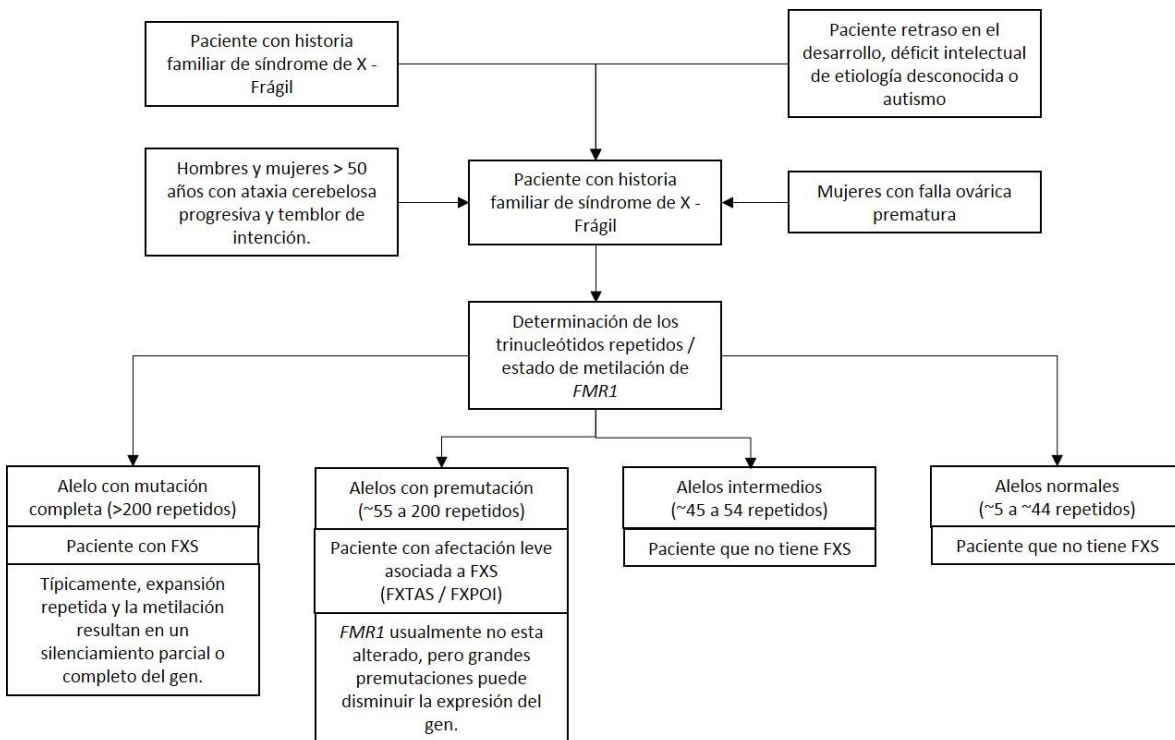 Paciente con historia
familiar de síndrome de X -
Frágil
Paciente retraso en el
desarrollo, déficit intelectual
de etiología desconocida o
autismo
Hombres y mujeres > 50
años con ataxia cerebelosa
progresiva y temblor de
intención.
Paciente con historia
familiar de síndrome de X -
Frágil
Mujeres con falla ovárica
prematura
Determinación de los
trinucleótidos repetidos /
estado de metilación de
FMR1
Alelo con mutación
completa (>200 repetidos)
Paciente con FXS
Típicamente, expansión
repetida y la metilación
resultan en un
silenciamiento parcial o
completo del gen.
Alelos con premutación
(~55 a 200 repetidos)
Paciente con afectación leve
asociada a FXS
(FXTAS / FXPOI)
FMR1 usualmente no esta
alterado, pero grandes
premutaciones puede
disminuir la expresión del
gen.
Alelos intermedios
(~45 a 54 repetidos)
Paciente que no tiene FXS
Alelos normales
(~5 a ~44 repetidos)
Paciente que no tiene FXS